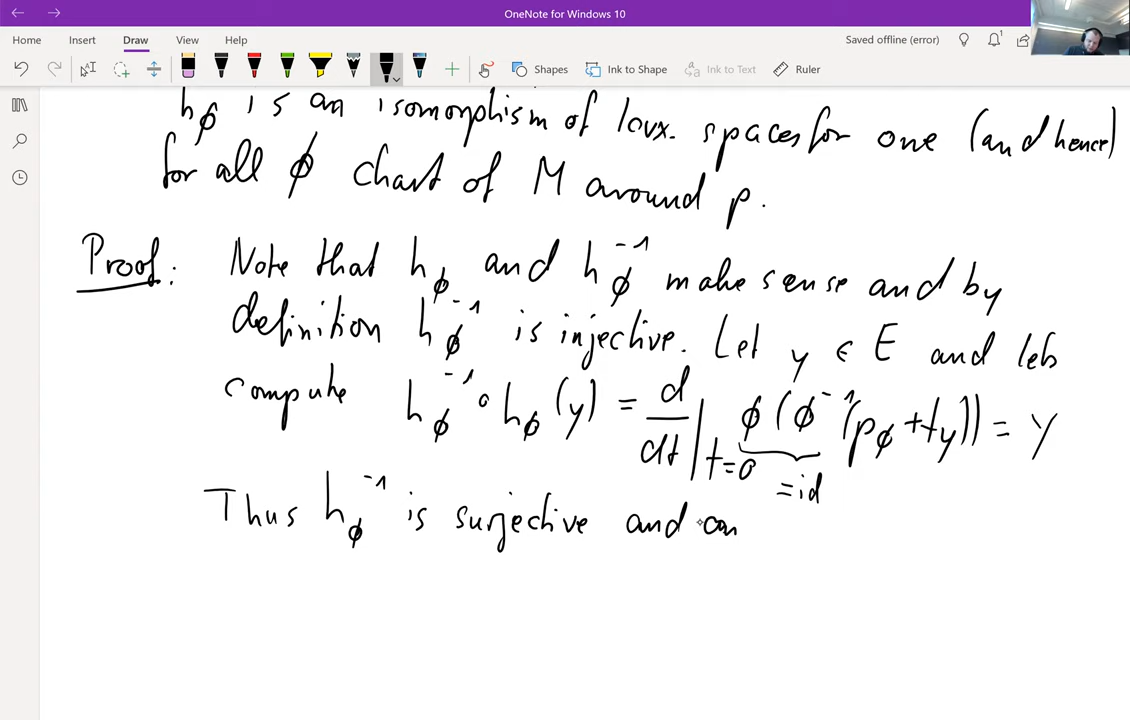 OneNote for Windows 10
Home Insert Draw View Help Saved offline (error)
Shapes Ink to Shape Ink to Text Ruler
h_ϕ is an isomorphism of lcvx. spaces for one (and hence)
for all ϕ chart of M around p.
Proof: Note that h_ϕ and h_ϕ^{-1} make sense and by
definition h_ϕ^{-1} is injective. Let y ∈ E and lets
compute h_ϕ^{-1} ∘ h_ϕ (y) = d/dt |_{t=0} ϕ(ϕ^{-1}(p_ϕ + ty)) = y
= id
Thus h_ϕ^{-1} is surjective and on